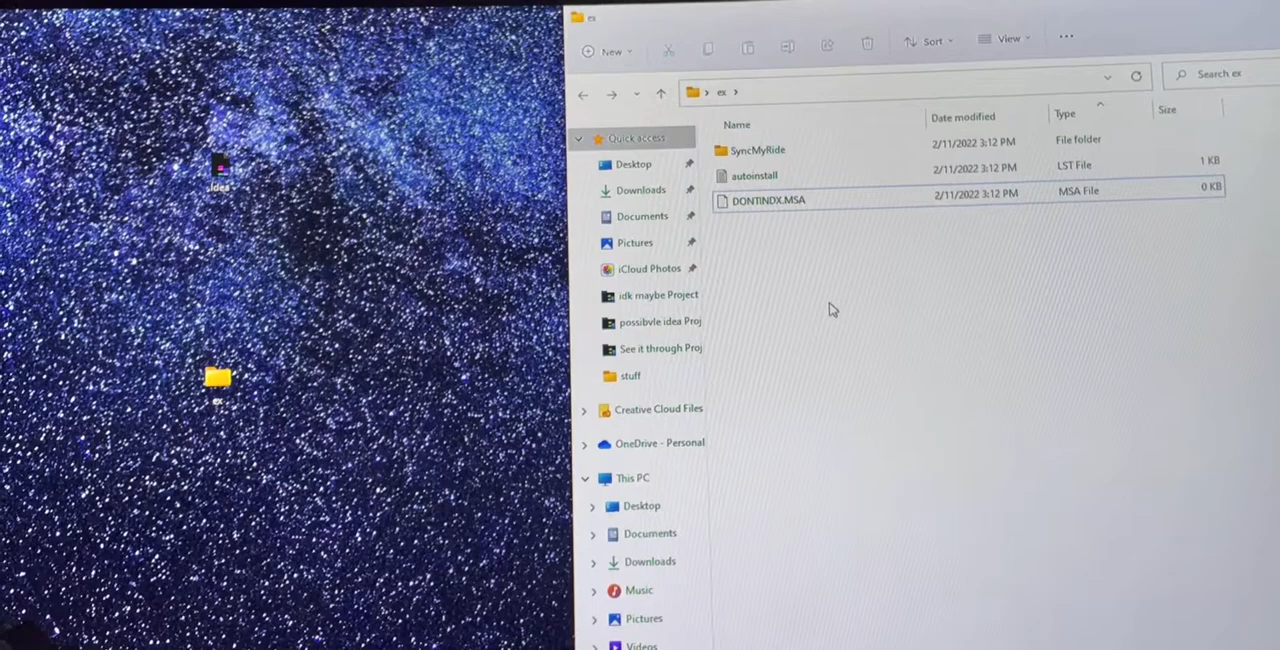 ex
New
Sort
View
ex
Search ex
Name
Date modified
Type
Size
Quick access
SyncMyRide
2/11/2022 3:12 PM
File folder
autoinstall
2/11/2022 3:12 PM
LST File
1 KB
DONTINDX.MSA
2/11/2022 3:12 PM
MSA File
0 KB
Desktop
Downloads
Documents
Pictures
iCloud Photos
idk maybe Project
possibvle idea Proj
See it through Proj
stuff
Creative Cloud Files
OneDrive - Personal
This PC
Desktop
Documents
Downloads
Music
Pictures
Videos
.idea
ex